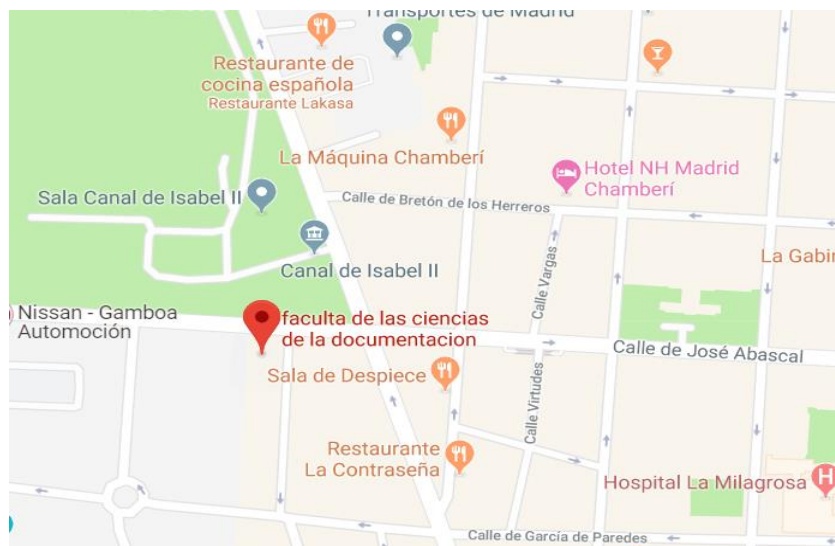 Transportes de Madrid
Restaurante de
cocina española
Restaurante Lakasa
La Máquina Chamberí
Hotel NH Madrid
Chamberí
Sala Canal de Isabel II
Calle de Bretón de los Herreros
Canal de Isabel II
Calle Vargas
La Gabin
Nissan - Gamboa
Automoción
faculta de las ciencias
de la documentacion
Calle de José Abascal
Sala de Despiece
Calle Virtudes
Restaurante
La Contraseña
Hospital La Milagrosa
H
Calle de García de Paredes